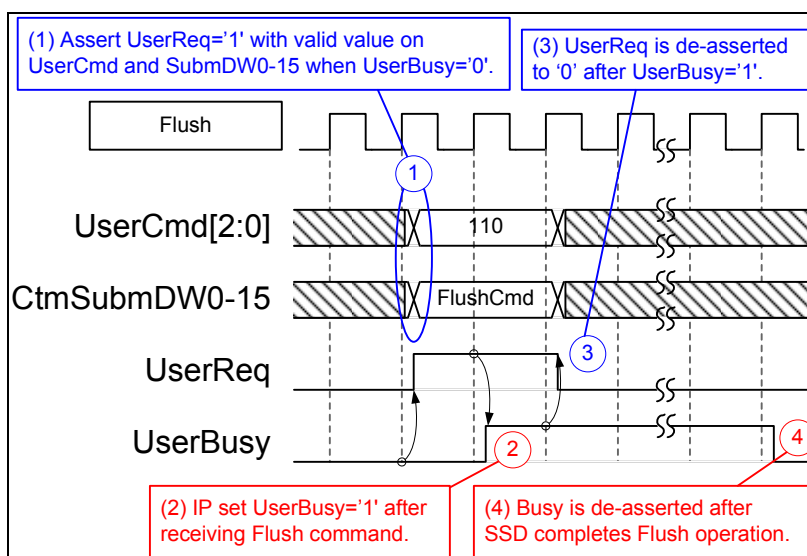 (1) Assert UserReq='1' with valid value on
UserCmd and SubmDW0-15 when UserBusy='0'.
(3) UserReq is de-asserted
to '0' after UserBusy='1'.
Flush
1
UserCmd[2:0]
110
CtmSubmDW0-15
FlushCmd
UserReq
3
UserBusy
2
4
(2) IP set UserBusy='1' after
receiving Flush command.
(4) Busy is de-asserted after
SSD completes Flush operation.